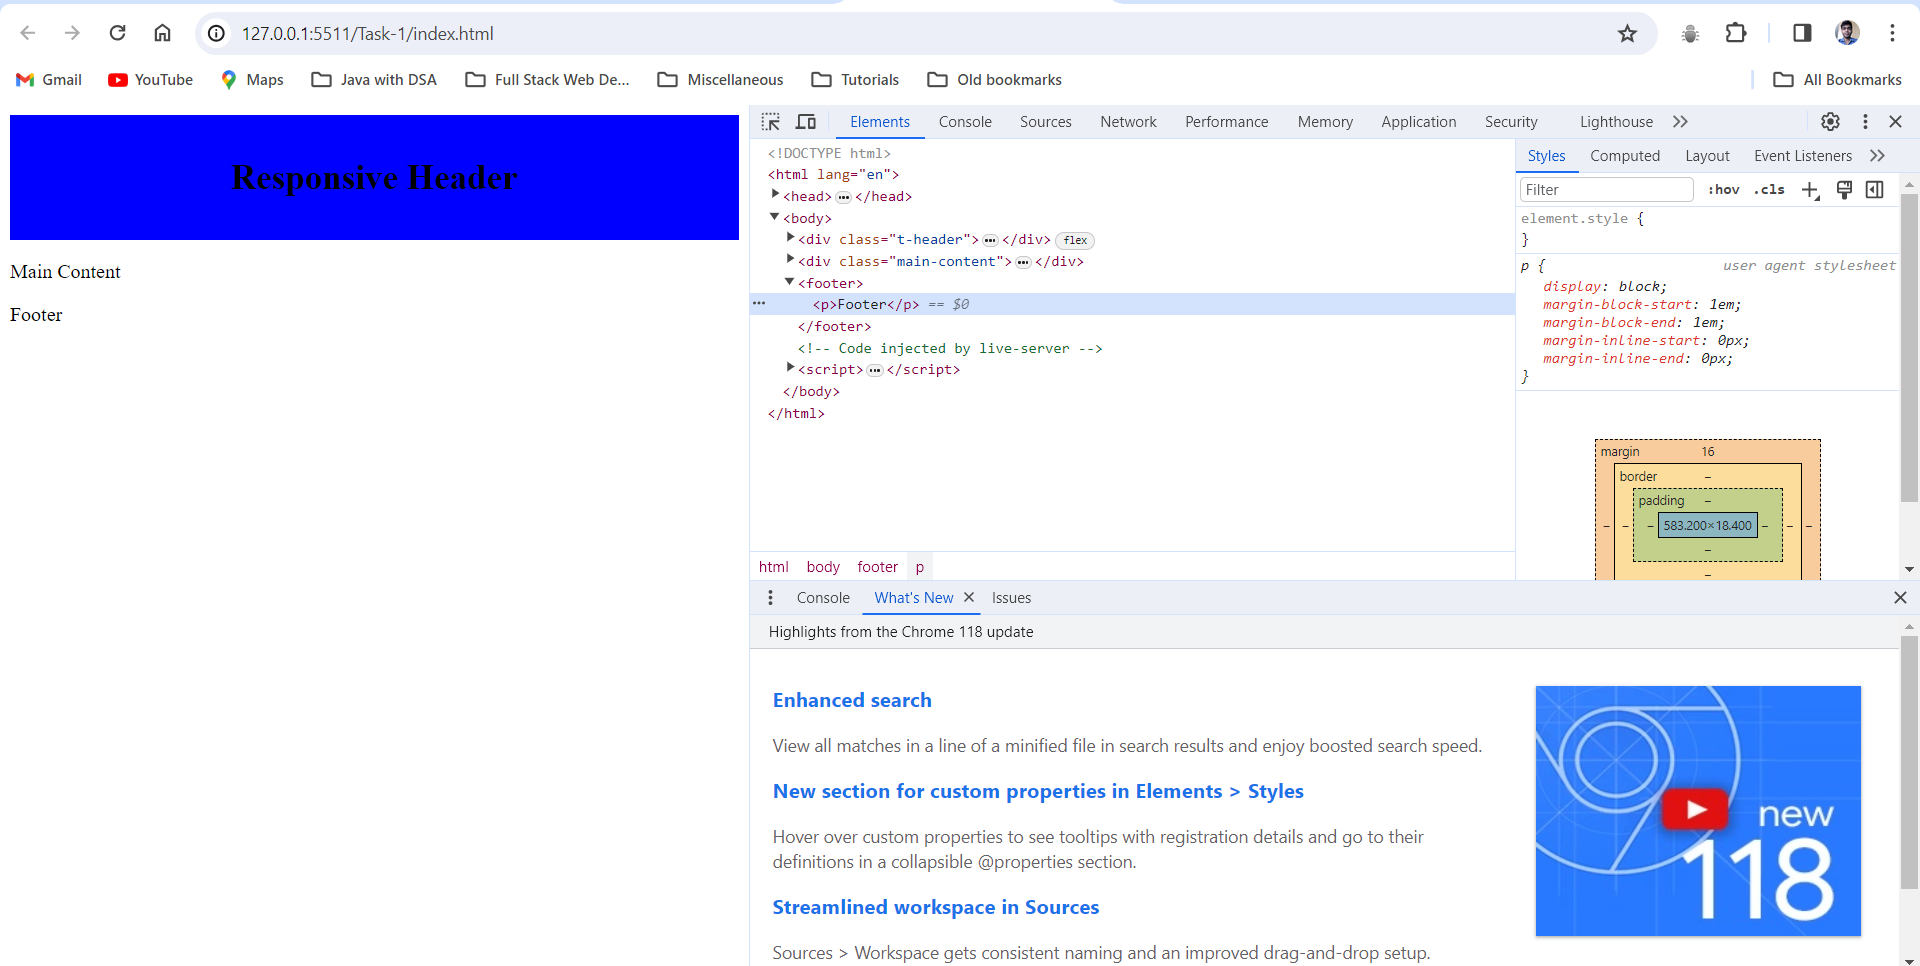 127.0.0.1:5511/Task-1/index.html
Gmail YouTube Maps Java with DSA Full Stack Web De... Miscellaneous Tutorials Old bookmarks All Bookmarks
Responsive Header
Main Content
Footer
Elements Console Sources Network Performance Memory Application Security Lighthouse
<!DOCTYPE html>
<html lang="en">
<head> ••• </head>
<body>
<div class="t-header"> ••• </div> flex
<div class="main-content"> ••• </div>
<footer>
••• <p>Footer</p> == $0
</footer>
<!-- Code injected by live-server -->
<script> ••• </script>
</body>
</html>
html body footer p
Styles Computed Layout Event Listeners
Filter :hov .cls
element.style {
}
p { user agent stylesheet
display: block;
margin-block-start: 1em;
margin-block-end: 1em;
margin-inline-start: 0px;
margin-inline-end: 0px;
}
margin 16
border –
padding –
– – – 583.200×18.400 – – –
–
–
Console What's New Issues
Highlights from the Chrome 118 update
Enhanced search
View all matches in a line of a minified file in search results and enjoy boosted search speed.
New section for custom properties in Elements > Styles
Hover over custom properties to see tooltips with registration details and go to their
definitions in a collapsible @properties section.
Streamlined workspace in Sources
Sources > Workspace gets consistent naming and an improved drag-and-drop setup.
new
118